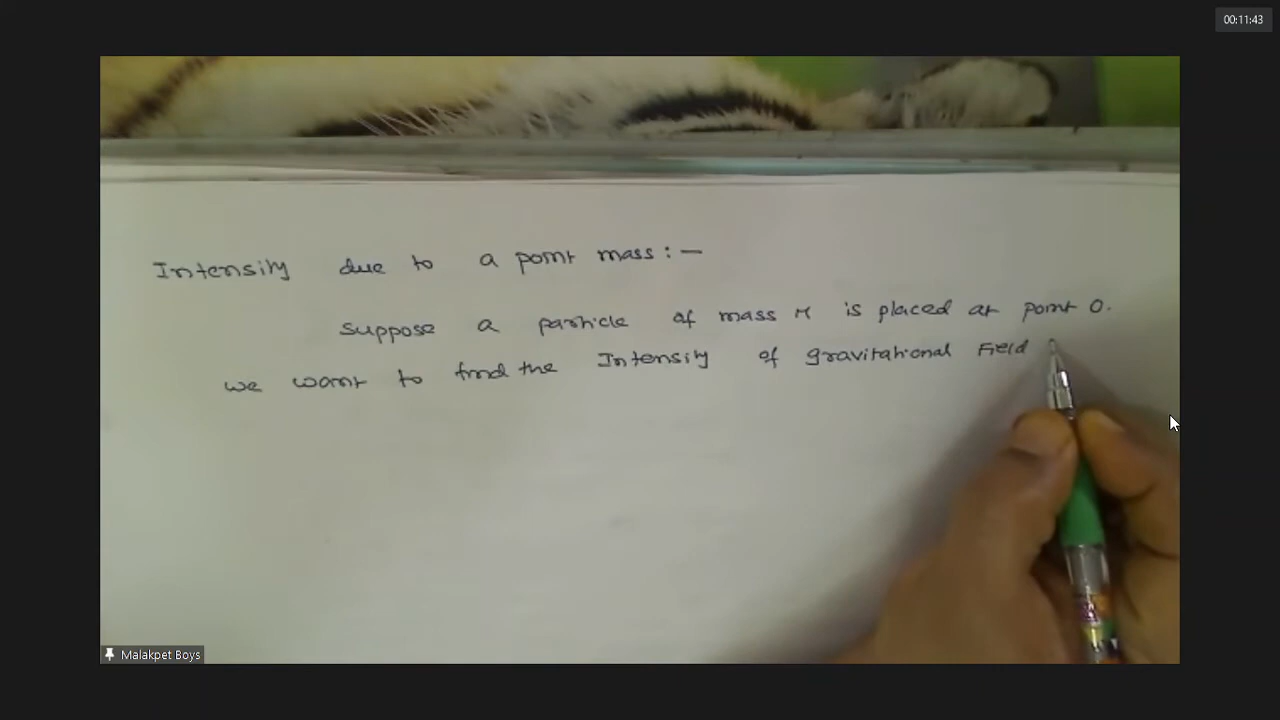 00:11:43
Intensity due to a point mass : —
Suppose a particle of mass M is placed at point O.
We want to find the Intensity of gravitational Field
Malakpet Boys